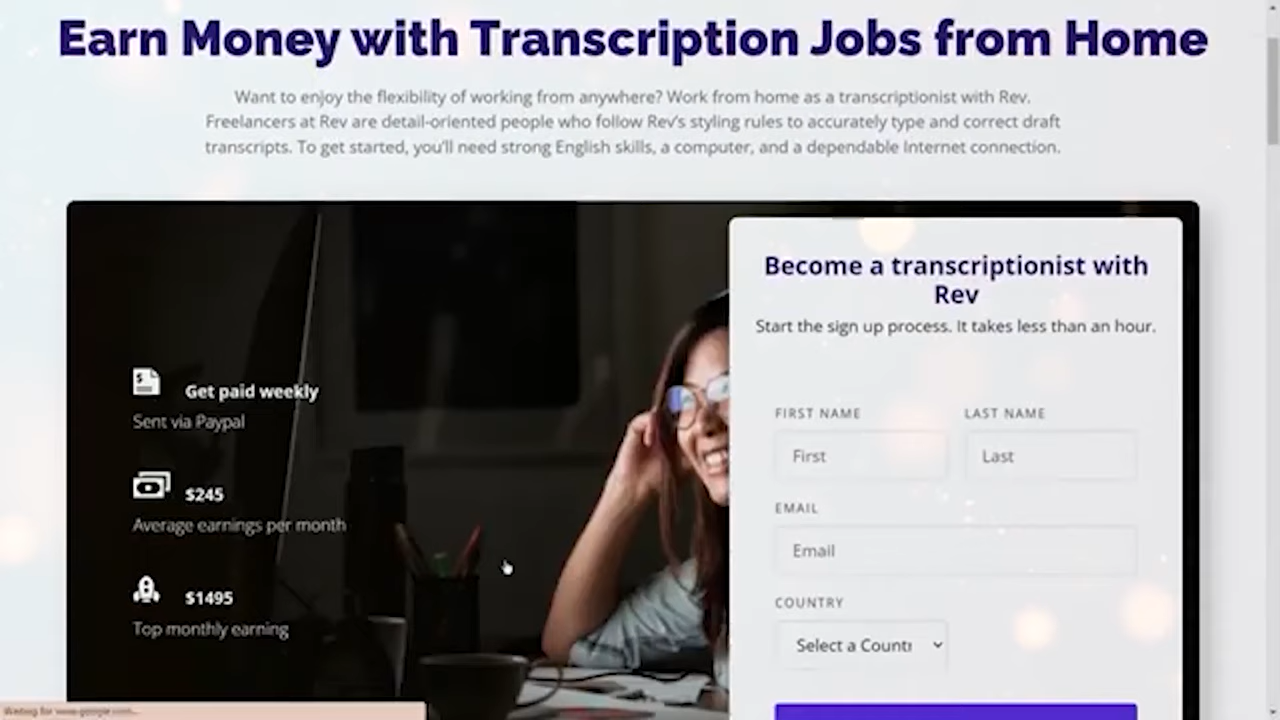 Earn Money with Transcription Jobs from Home
Want to enjoy the flexibility of working from anywhere? Work from home as a transcriptionist with Rev.
Freelancers at Rev are detail-oriented people who follow Rev's styling rules to accurately type and correct draft
transcripts. To get started, you'll need strong English skills, a computer, and a dependable Internet connection.
Get paid weekly
Sent via Paypal
$245
Average earnings per month
$1495
Top monthly earning
Become a transcriptionist with
Rev
Start the sign up process. It takes less than an hour.
FIRST NAME
LAST NAME
First
Last
EMAIL
Email
COUNTRY
Select a Countr
Waiting for www.google.com...